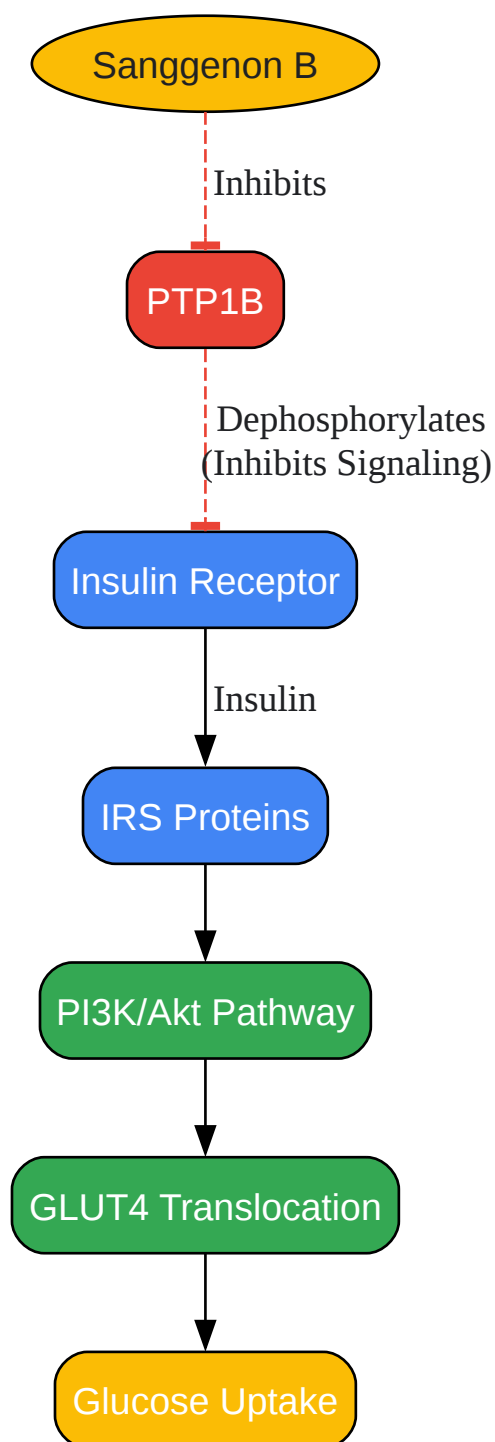 Sanggenon B
Inhibits
PTP1B
Dephosphorylates
(Inhibits Signaling)
Insulin Receptor
Insulin
IRS Proteins
PI3K/Akt Pathway
GLUT4 Translocation
Glucose Uptake